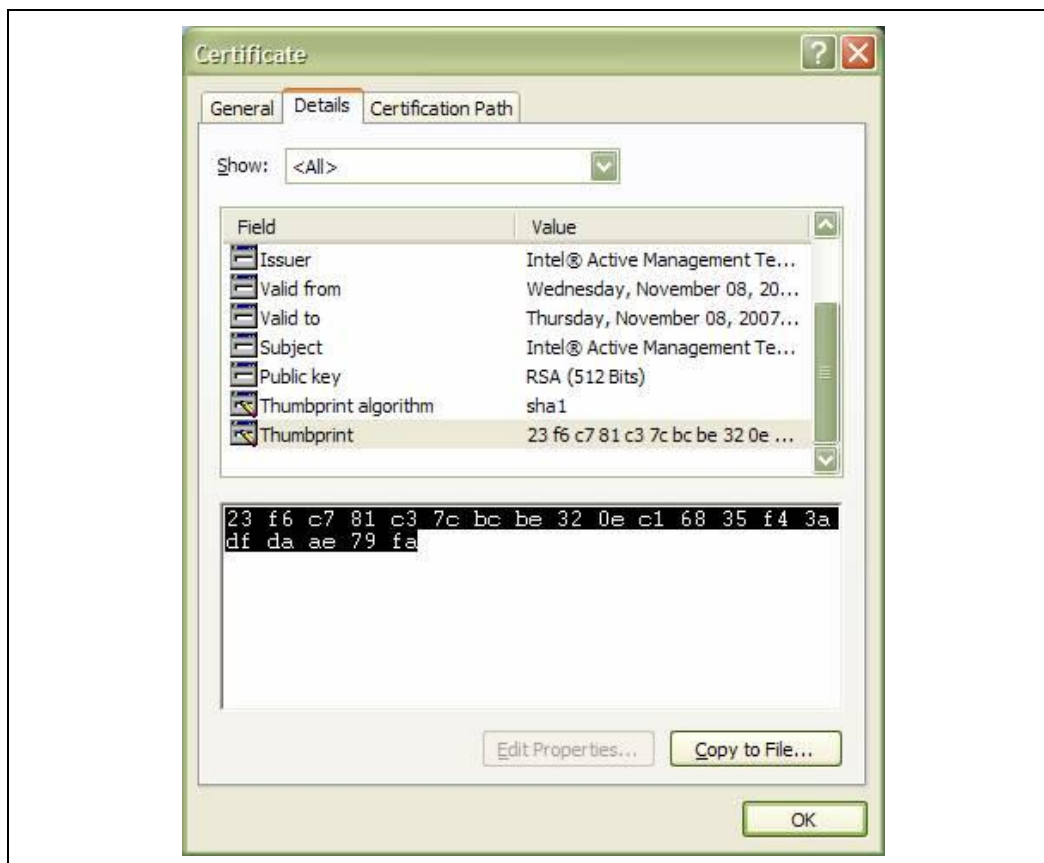 Certificate
General Details Certification Path
Show: <All>
Field Value
Issuer Intel® Active Management Te...
Valid from Wednesday, November 08, 20...
Valid to Thursday, November 08, 2007...
Subject Intel® Active Management Te...
Public key RSA (512 Bits)
Thumbprint algorithm sha1
Thumbprint 23 f6 c7 81 c3 7c bc be 32 0e ...
23 f6 c7 81 c3 7c bc be 32 0e c1 68 35 f4 3a
df da ae 79 fa
Edit Properties... Copy to File...
OK